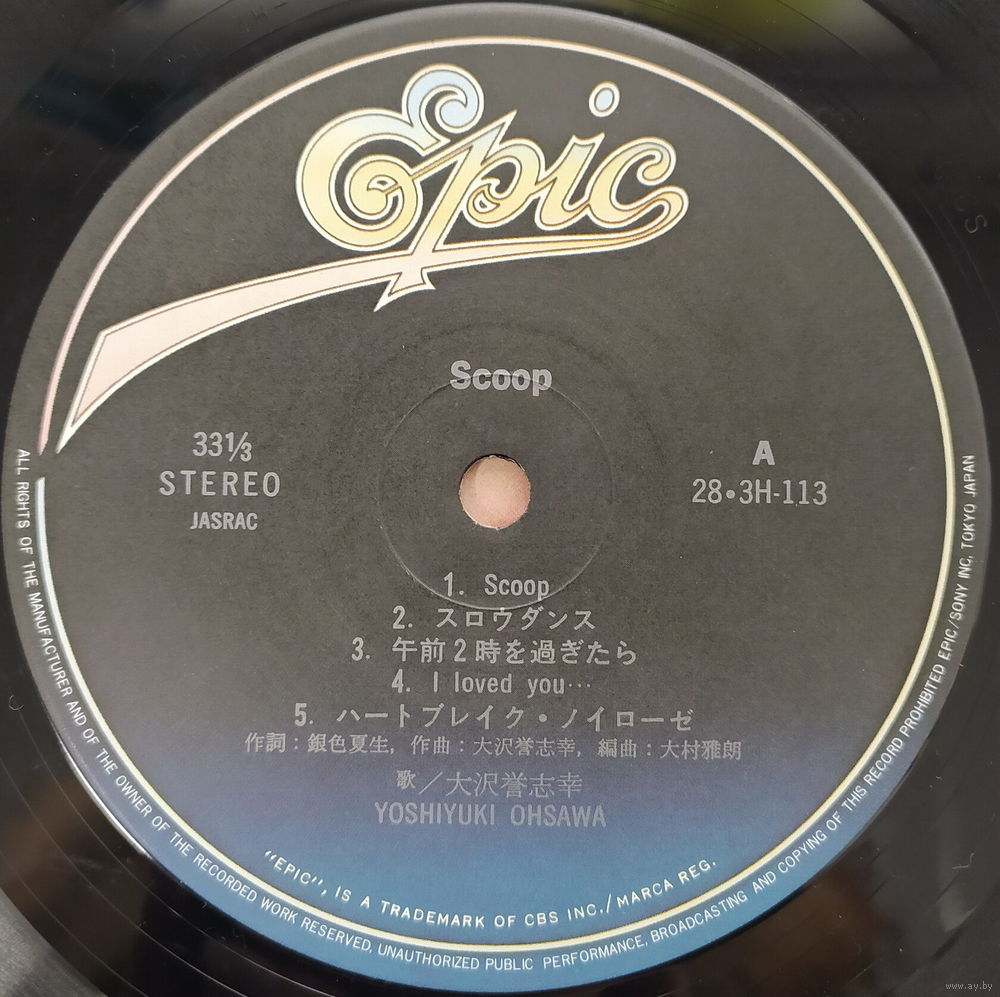 Epic
Scoop
33⅓
STEREO
JASRAC
A
28・3H-113
1. Scoop
2. スロウダンス
3. 午前2時を過ぎたら
4. I loved you…
5. ハートブレイク・ノイローゼ
作詞：銀色夏生, 作曲：大沢誉志幸, 編曲：大村雅朗
歌／大沢誉志幸
YOSHIYUKI OHSAWA
"EPIC", IS A TRADEMARK OF CBS INC./MARCA REG.
ALL RIGHTS OF THE MANUFACTURER AND OF THE OWNER OF THE RECORDED WORK RESERVED. UNAUTHORIZED PUBLIC PERFORMANCE, BROADCASTING AND COPYING OF THIS RECORD PROHIBITED EPIC/SONY INC, TOKYO JAPAN
www.ay.by